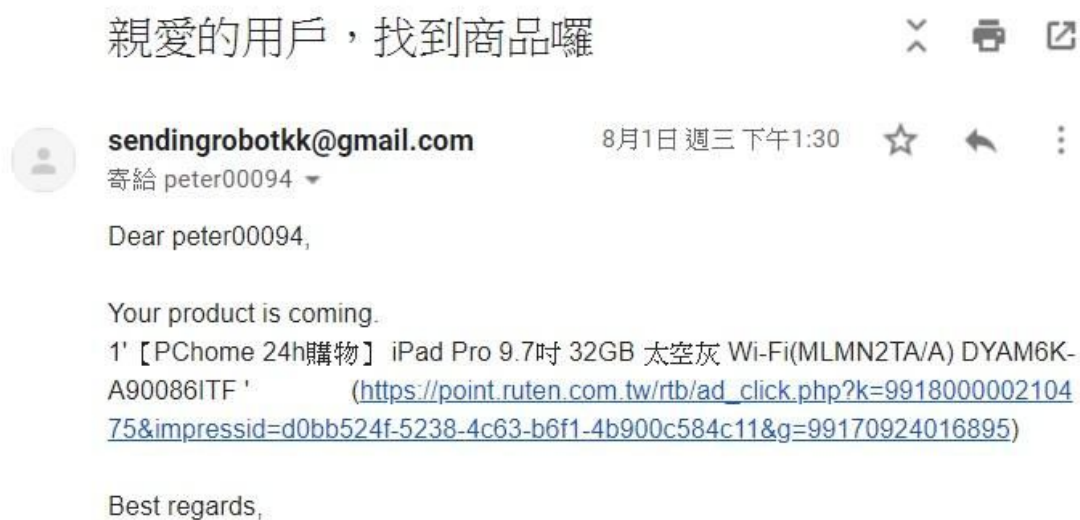 親愛的用戶，找到商品囉
sendingrobotkk@gmail.com 8月1日 週三 下午1:30
寄給 peter00094
Dear peter00094,
Your product is coming.
1'【PChome 24h購物】 iPad Pro 9.7吋 32GB 太空灰 Wi-Fi(MLMN2TA/A) DYAM6K-
A90086ITF ' (https://point.ruten.com.tw/rtb/ad_click.php?k=9918000002104
75&impressid=d0bb524f-5238-4c63-b6f1-4b900c584c11&g=99170924016895)
Best regards,